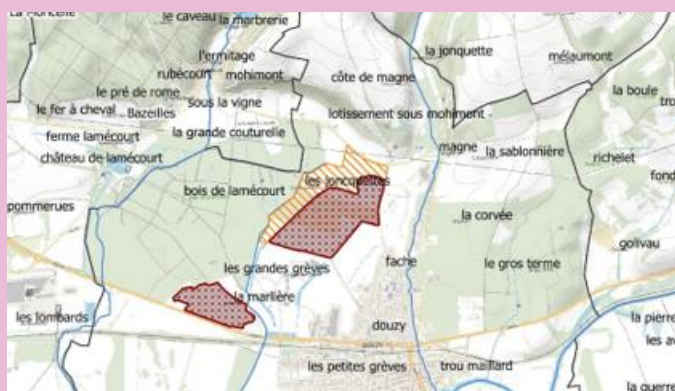 La Moncelle
le caveau
la marbrerie
l'ermitage
la jonquette
mélaumont
rubécourt
mohimont
côte de magne
le pré de rome
sous la vigne
la boule
le fer à cheval
Bazeilles
lotissement sous mohimont
ferme lamécourt
la grande couturelle
magne
la sablonnière
richelet
château de lamécourt
bois de lamécourt
les joncquettes
pommerues
la corvée
golivau
fache
les grandes grèves
le gros terme
la marlière
les lombards
douzy
la pierre
DOUZY
les petites grèves
trou maillard
la guerre